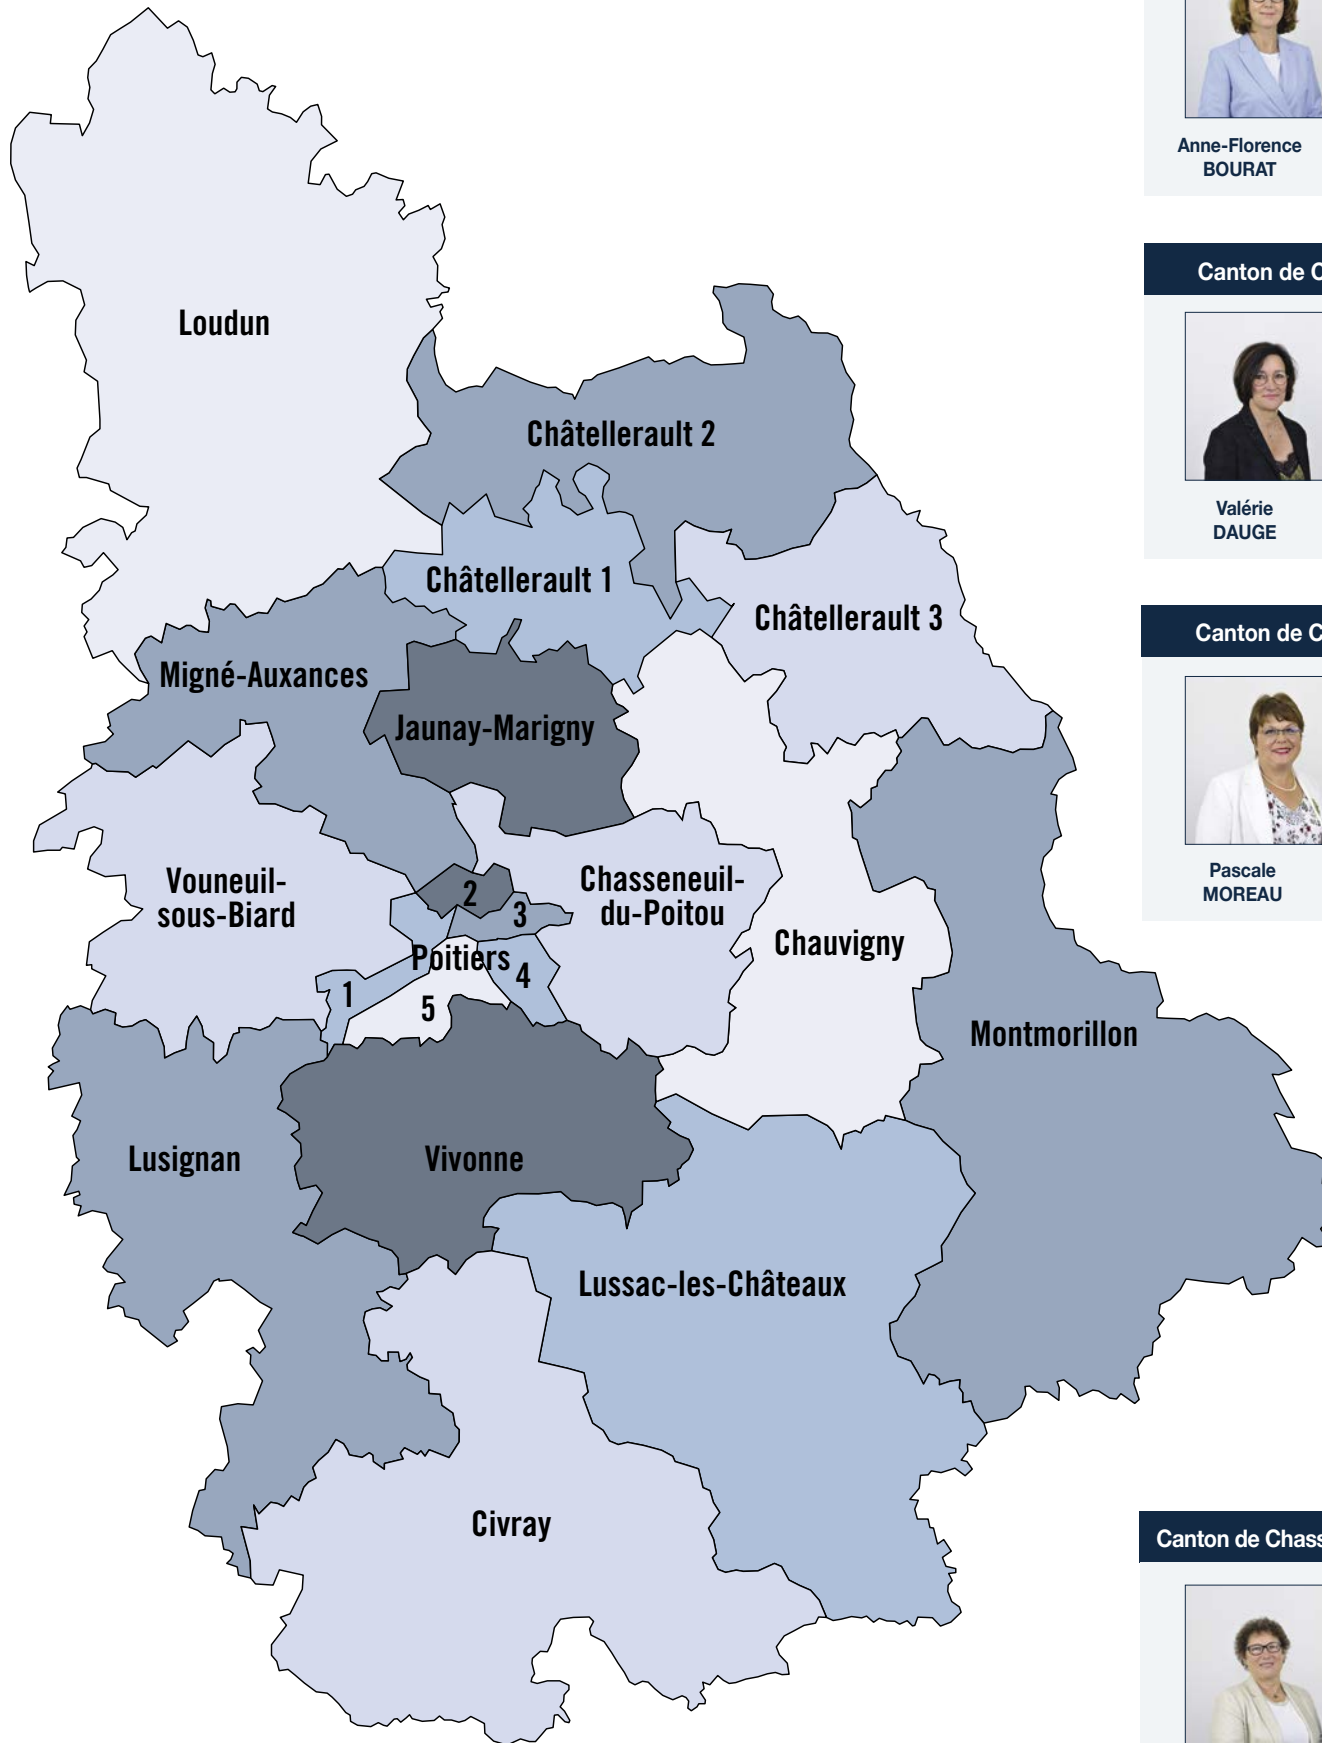 Loudun
Châtellerault 2
Châtellerault 1
Châtellerault 3
Migné-Auxances
Jaunay-Marigny
Vouneuil-
sous-Biard
2
3
Chasseneuil-
du-Poitou
Chauvigny
Poitiers
4
1
5
Montmorillon
Lusignan
Vivonne
Lussac-les-Châteaux
Civray
Anne-Florence
BOURAT
Canton de C
Valérie
DAUGE
Canton de C
Pascale
MOREAU
Canton de Chass